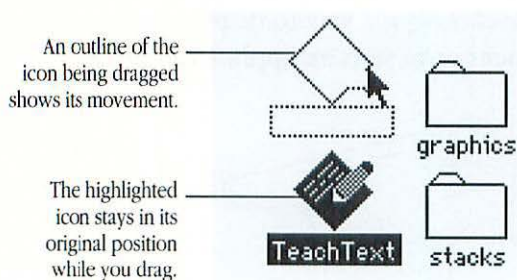 An outline of the
icon being dragged
shows its movement.
graphics
The highlighted
icon stays in its
original position
while you drag.
TeachText
stacks